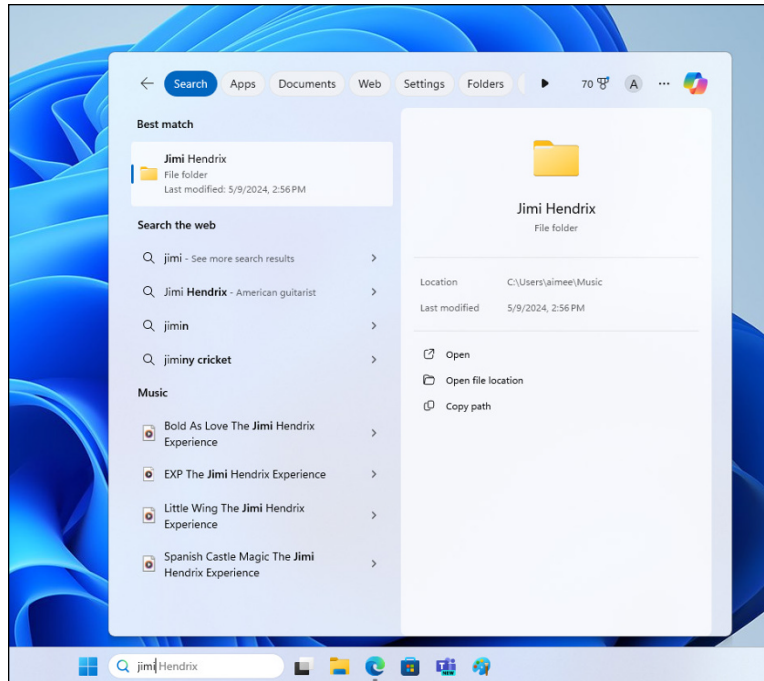 Search Apps Documents Web Settings Folders 70 A ...
Best match
Jimi Hendrix
File folder
Last modified: 5/9/2024, 2:56 PM
Search the web
jimi - See more search results
Jimi Hendrix - American guitarist
jimin
jiminy cricket
Music
Bold As Love The Jimi Hendrix
Experience
EXP The Jimi Hendrix Experience
Little Wing The Jimi Hendrix
Experience
Spanish Castle Magic The Jimi
Hendrix Experience
Jimi Hendrix
File folder
Location C:\Users\aimee\Music
Last modified 5/9/2024, 2:56 PM
Open
Open file location
Copy path
jimi Hendrix
NEW